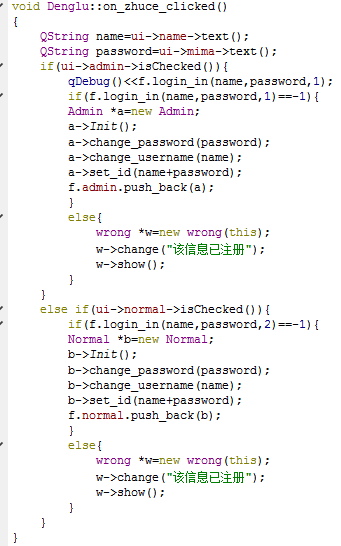 void Denglu::on_zhuce_clicked()
{
    QString name=ui->name->text();
    QString password=ui->mima->text();
    if(ui->admin->isChecked()){
        qDebug()<<f.login_in(name,password,1);
        if(f.login_in(name,password,1)==-1){
        Admin *a=new Admin;
        a->Init();
        a->change_password(password);
        a->change_username(name);
        a->set_id(name+password);
        f.admin.push_back(a);
        }
        else{
            wrong *w=new wrong(this);
            w->change("该信息已注册");
            w->show();
        }
    }
    else if(ui->normal->isChecked()){
        if(f.login_in(name,password,2)==-1){
        Normal *b=new Normal;
        b->Init();
        b->change_password(password);
        b->change_username(name);
        b->set_id(name+password);
        f.normal.push_back(b);
        }
        else{
            wrong *w=new wrong(this);
            w->change("该信息已注册");
            w->show();
        }
    }
}